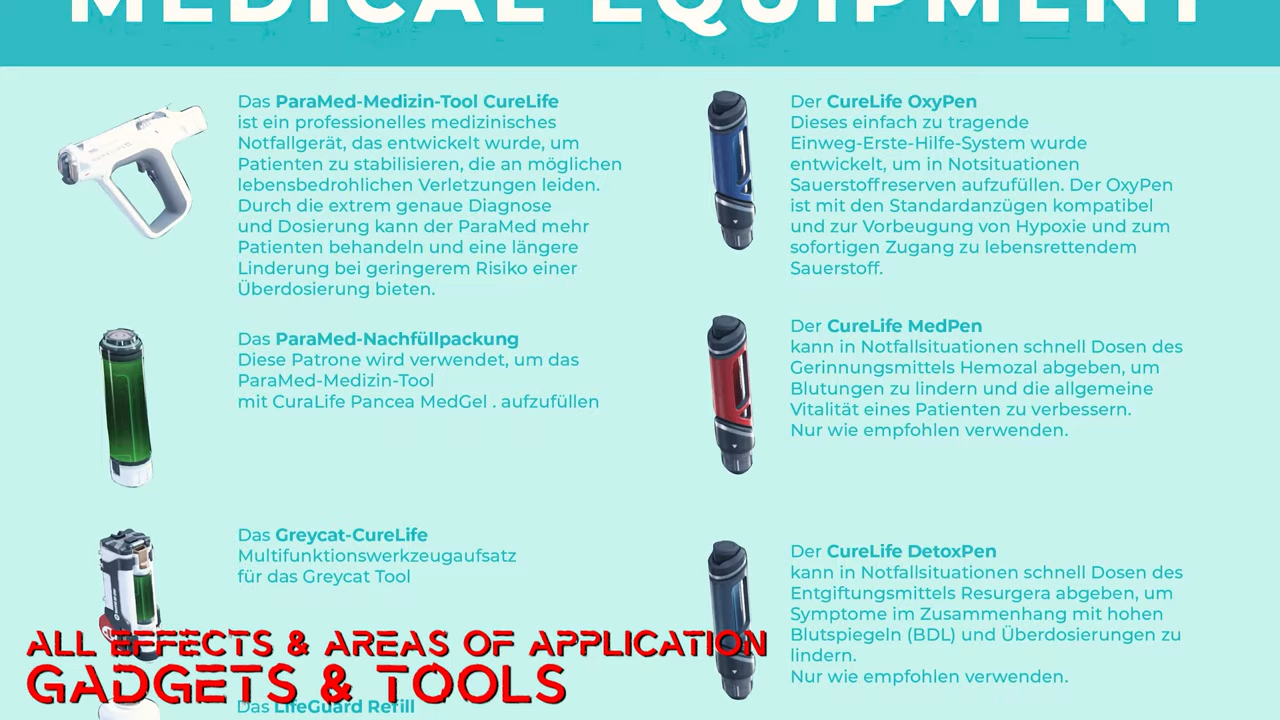 MEDICAL EQUIPMENT
Das ParaMed-Medizin-Tool CureLife
ist ein professionelles medizinisches
Notfallgerät, das entwickelt wurde, um
Patienten zu stabilisieren, die an möglichen
lebensbedrohlichen Verletzungen leiden.
Durch die extrem genaue Diagnose
und Dosierung kann der ParaMed mehr
Patienten behandeln und eine längere
Linderung bei geringerem Risiko einer
Überdosierung bieten.
Das ParaMed-Nachfüllpackung
Diese Patrone wird verwendet, um das
ParaMed-Medizin-Tool
mit CuraLife Pancea MedGel . aufzufüllen
Das Greycat-CureLife
Multifunktionswerkzeugaufsatz
für das Greycat Tool
Das LifeGuard Refill
Der CureLife OxyPen
Dieses einfach zu tragende
Einweg-Erste-Hilfe-System wurde
entwickelt, um in Notsituationen
Sauerstoffreserven aufzufüllen. Der OxyPen
ist mit den Standardanzügen kompatibel
und zur Vorbeugung von Hypoxie und zum
sofortigen Zugang zu lebensrettendem
Sauerstoff.
Der CureLife MedPen
kann in Notfallsituationen schnell Dosen des
Gerinnungsmittels Hemozal abgeben, um
Blutungen zu lindern und die allgemeine
Vitalität eines Patienten zu verbessern.
Nur wie empfohlen verwenden.
Der CureLife DetoxPen
kann in Notfallsituationen schnell Dosen des
Entgiftungsmittels Resurgera abgeben, um
Symptome im Zusammenhang mit hohen
Blutspiegeln (BDL) und Überdosierungen zu
lindern.
Nur wie empfohlen verwenden.
ALL EFFECTS & AREAS OF APPLICATION
GADGETS & TOOLS